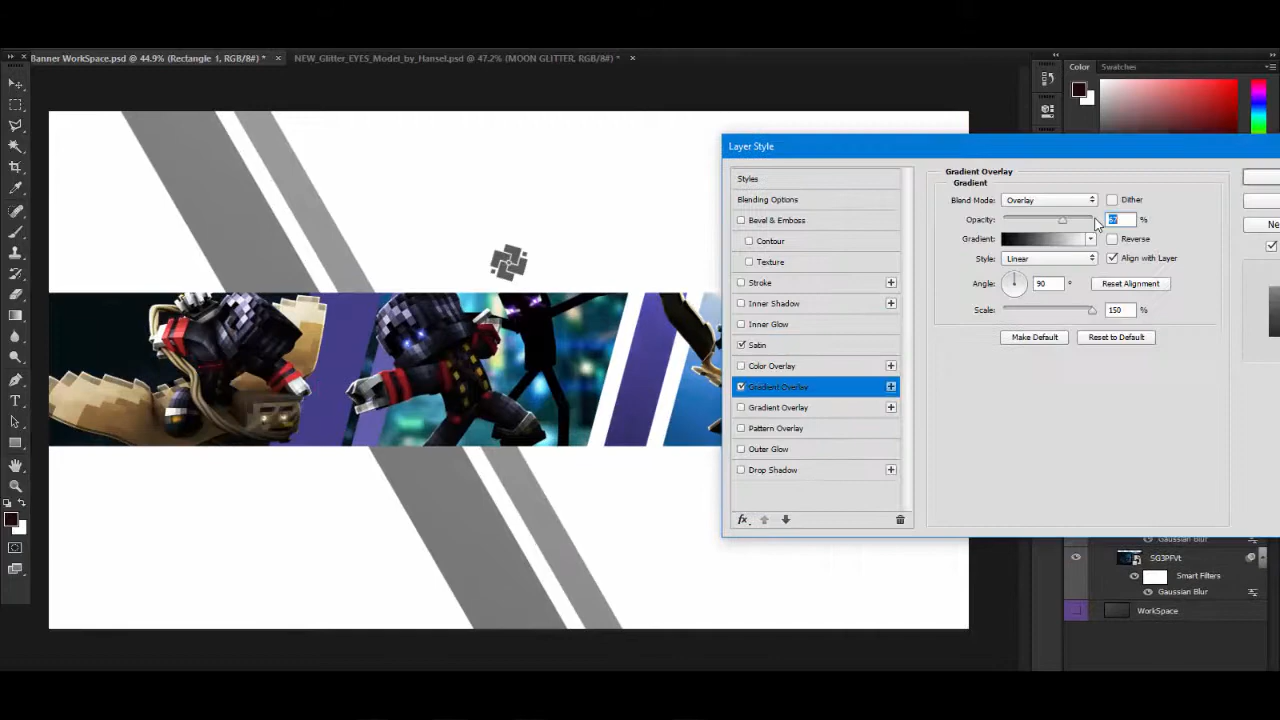 Banner WorkSpace.psd @ 44.9% (Rectangle 1, RGB/8#) *
NEW_Glitter_EYES_Model_by_Hansel.psd @ 47.2% (MOON GLITTER, RGB/8#) *
Color
Swatches
Layer Style
Styles
Blending Options
Bevel & Emboss
Contour
Texture
Stroke
Inner Shadow
Inner Glow
Satin
Color Overlay
Gradient Overlay
Gradient Overlay
Pattern Overlay
Outer Glow
Drop Shadow
fx
Gradient Overlay
Gradient
Blend Mode: Overlay
Dither
Opacity: 67 %
Gradient:
Reverse
Style: Linear
Align with Layer
Angle: 90 °
Reset Alignment
Scale: 150 %
Make Default
Reset to Default
Ne
Gaussian Blur
SG3PFVt
Smart Filters
Gaussian Blur
WorkSpace